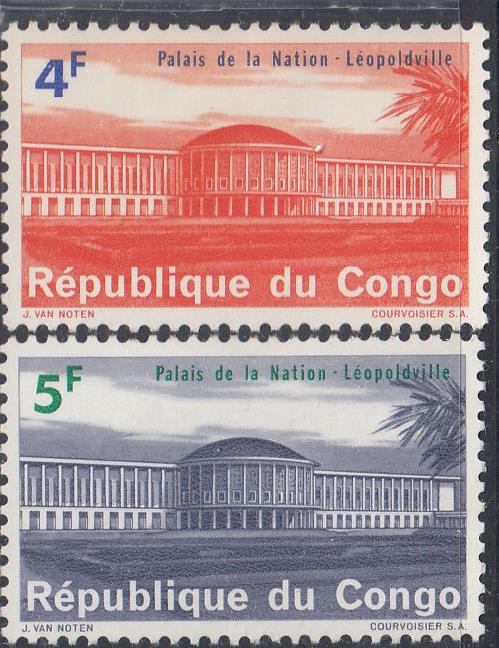 4F
Palais de la Nation - Léopoldville
République du Congo
J. VAN NOTEN
COURVOISIER S.A.
5F
Palais de la Nation - Léopoldville
République du Congo
J. VAN NOTEN
COURVOISIER S.A.